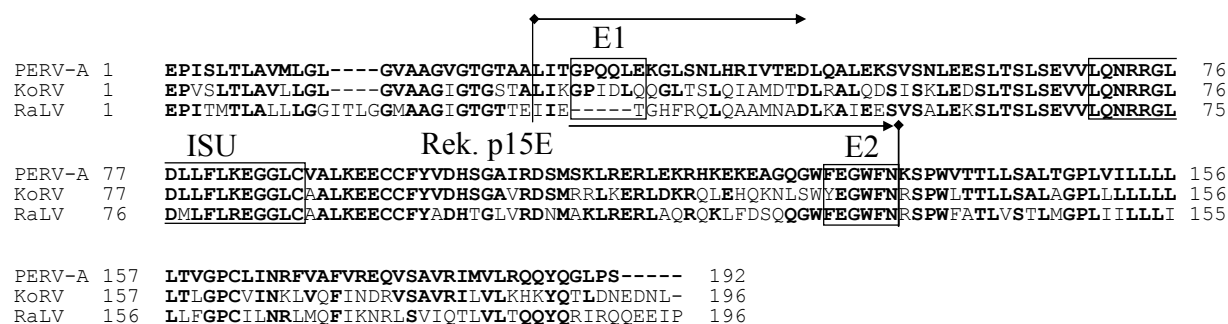 E1
PERV-A 1 EPISLTLAVMLGL----GVAAGVGTGTAALITGPQQLEKGLSNLHRIVTEDLQALEKSVSNLEESLTSLSEVVLQNRRGL 76
KoRV 1 EPVSLTLAVLLGL----GVAAGIGTGSTALIKGPIDLQQGLTSLQIAMDTDLRALQDSISKLEDSLTSLSEVVLQNRRGL 76
RaLV 1 EPITMTLALLLGGITLGGMAAGIGTGTTELIIE-----TGHFRQLQAAMNADLKAIEESVSALEKSLTSLSEVVLQNRRGL 75
ISU Rek. p15E E2
PERV-A 77 DLLFLKEGGLCVALKEECCFYVDHSGAIRDSMSKLRERLEKRHKEKEAGQGWFEGWFNKSPWVTTLLSALTGPLVILLLL 156
KoRV 77 DLLFLKEGGLCAALKEECCFYVDHSGAVRDSMRRLKERLDKRQLEHQKNLSWYEGWFNRSPWLTTLLSALAGPLLLLLLL 156
RaLV 76 DMLFLREGGLCAALKEECCFYADHTGLVRDNMAKLRERLAQRQKLFDSQQGWFEGWFNRSPWFATLVSTLMGPLIILLLI 155
PERV-A 157 LTVGPCLINRFVAFVREQVSAVRIMVLRQQYQGLPS----- 192
KoRV 157 LTLGPCVINKLVQFINDRVSAVRILVLKHKYQTLDNEDNL- 196
RaLV 156 LLFGPCILNRLMQFIKNRLSVIQTLVLTQQYQRIRQQEEIP 196